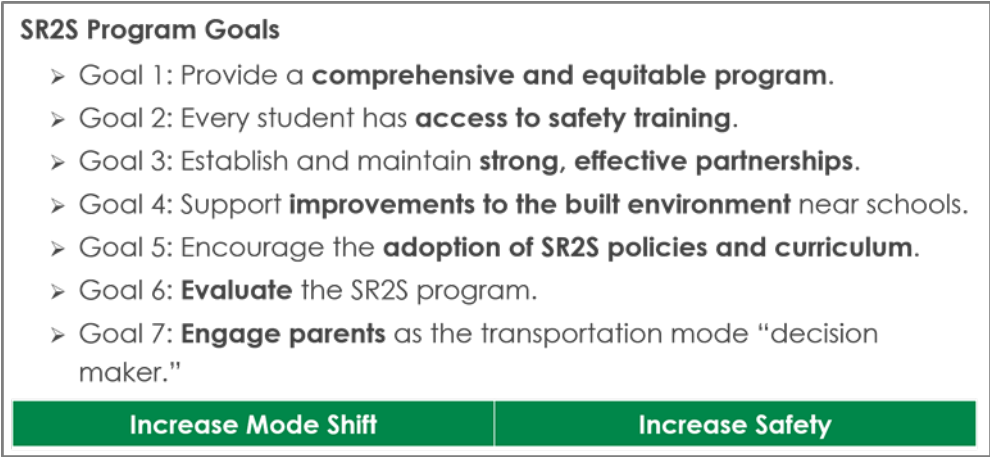 SR2S Program Goals
➢ Goal 1: Provide a comprehensive and equitable program.
➢ Goal 2: Every student has access to safety training.
➢ Goal 3: Establish and maintain strong, effective partnerships.
➢ Goal 4: Support improvements to the built environment near schools.
➢ Goal 5: Encourage the adoption of SR2S policies and curriculum.
➢ Goal 6: Evaluate the SR2S program.
➢ Goal 7: Engage parents as the transportation mode “decision
maker.”
Increase Mode Shift
Increase Safety